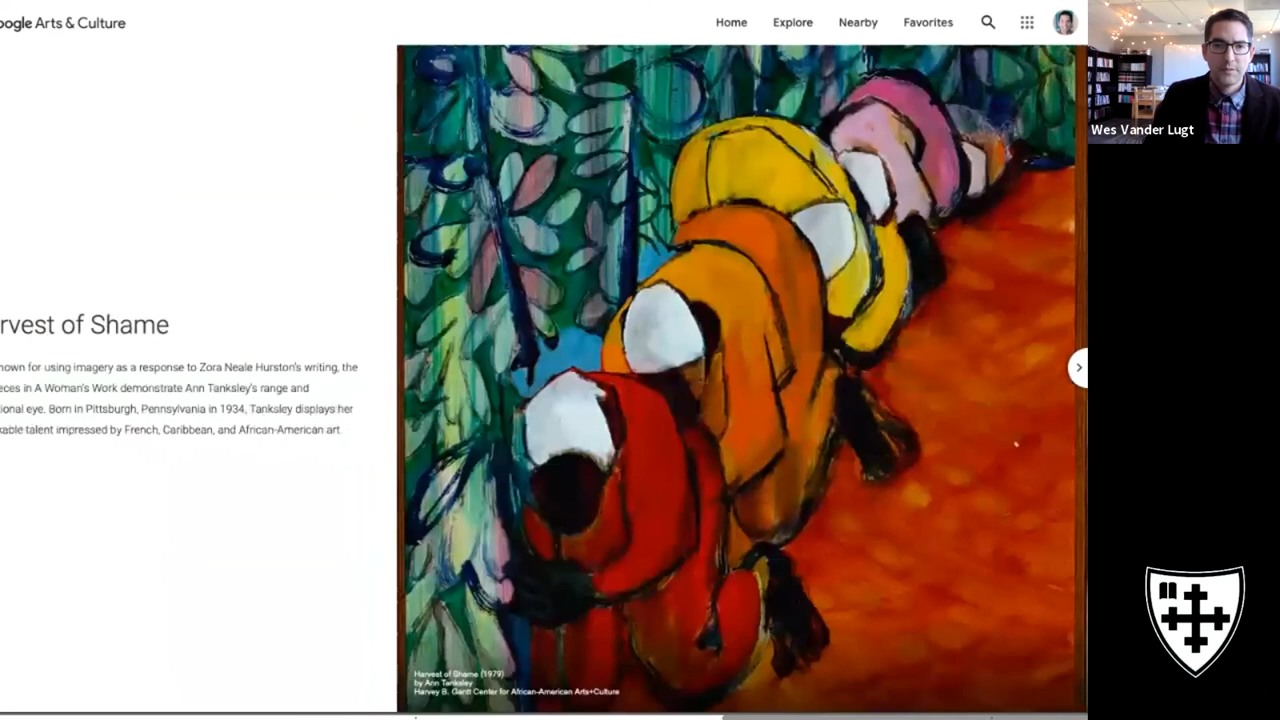 oogle Arts & Culture
Home Explore Nearby Favorites
Wes Vander Lugt
rvest of Shame
nown for using imagery as a response to Zora Neale Hurston's writing, the
eces in A Woman's Work demonstrate Ann Tanksley's range and
ional eye. Born in Pittsburgh, Pennsylvania in 1934, Tanksley displays her
kable talent impressed by French, Caribbean, and African-American art.
Harvest of Shame (1979)
by Ann Tanksley
Harvey B. Gantt Center for African-American Arts+Culture